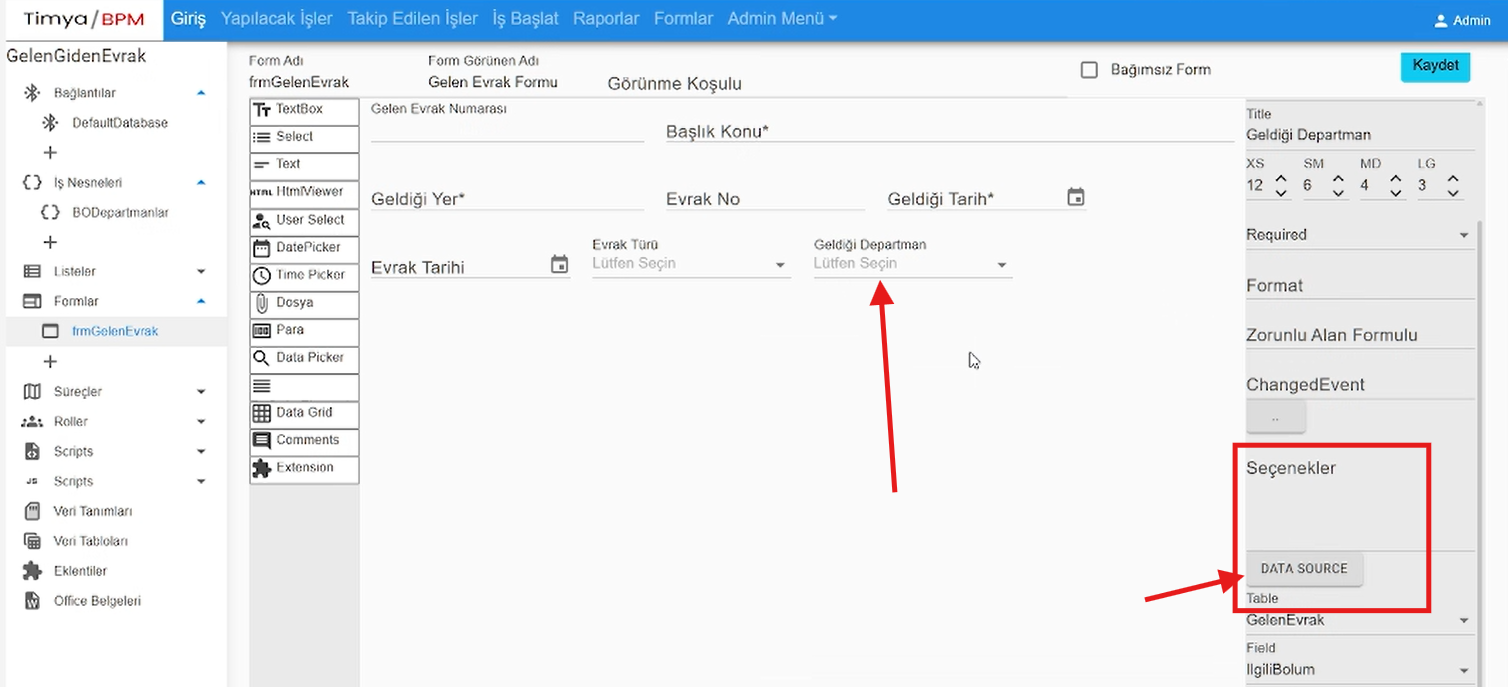 Timya/BPM Giriş Yapılacak İşler Takip Edilen İşler İş Başlat Raporlar Formlar Admin Menü Admin
GelenGidenEvrak
Bağlantılar
DefaultDatabase
İş Nesneleri
BODepartmanlar
Listeler
Formlar
frmGelenEvrak
Süreçler
Roller
Scripts
JS Scripts
Veri Tanımları
Veri Tabloları
Eklentiler
Office Belgeleri
Form Adı
frmGelenEvrak
Form Görünen Adı
Gelen Evrak Formu
Görünme Koşulu
Bağımsız Form
Kaydet
TextBox
Select
Text
HTML HtmlViewer
User Select
DatePicker
Time Picker
Dosya
Para
Data Picker
Data Grid
Comments
Extension
Gelen Evrak Numarası
Başlık Konu*
Geldiği Yer*
Evrak No
Geldiği Tarih*
Evrak Tarihi
Evrak Türü
Lütfen Seçin
Geldiği Departman
Lütfen Seçin
Title
Geldiği Departman
XS SM MD LG
12 6 4 3
Required
Format
Zorunlu Alan Formulu
ChangedEvent
..
Seçenekler
DATA SOURCE
Table
GelenEvrak
Field
IlgiliBolum